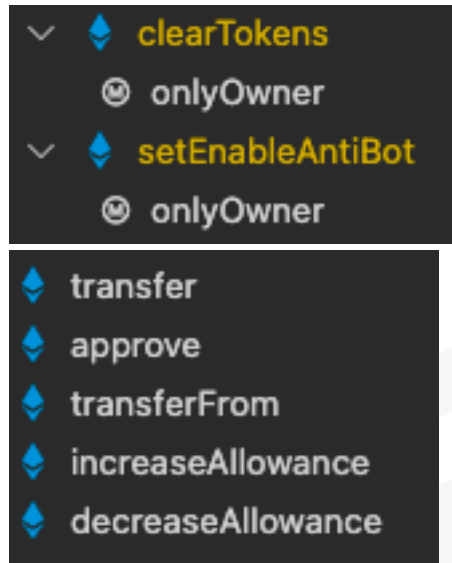 clearTokens
onlyOwner
setEnableAntiBot
onlyOwner
transfer
approve
transferFrom
increaseAllowance
decreaseAllowance